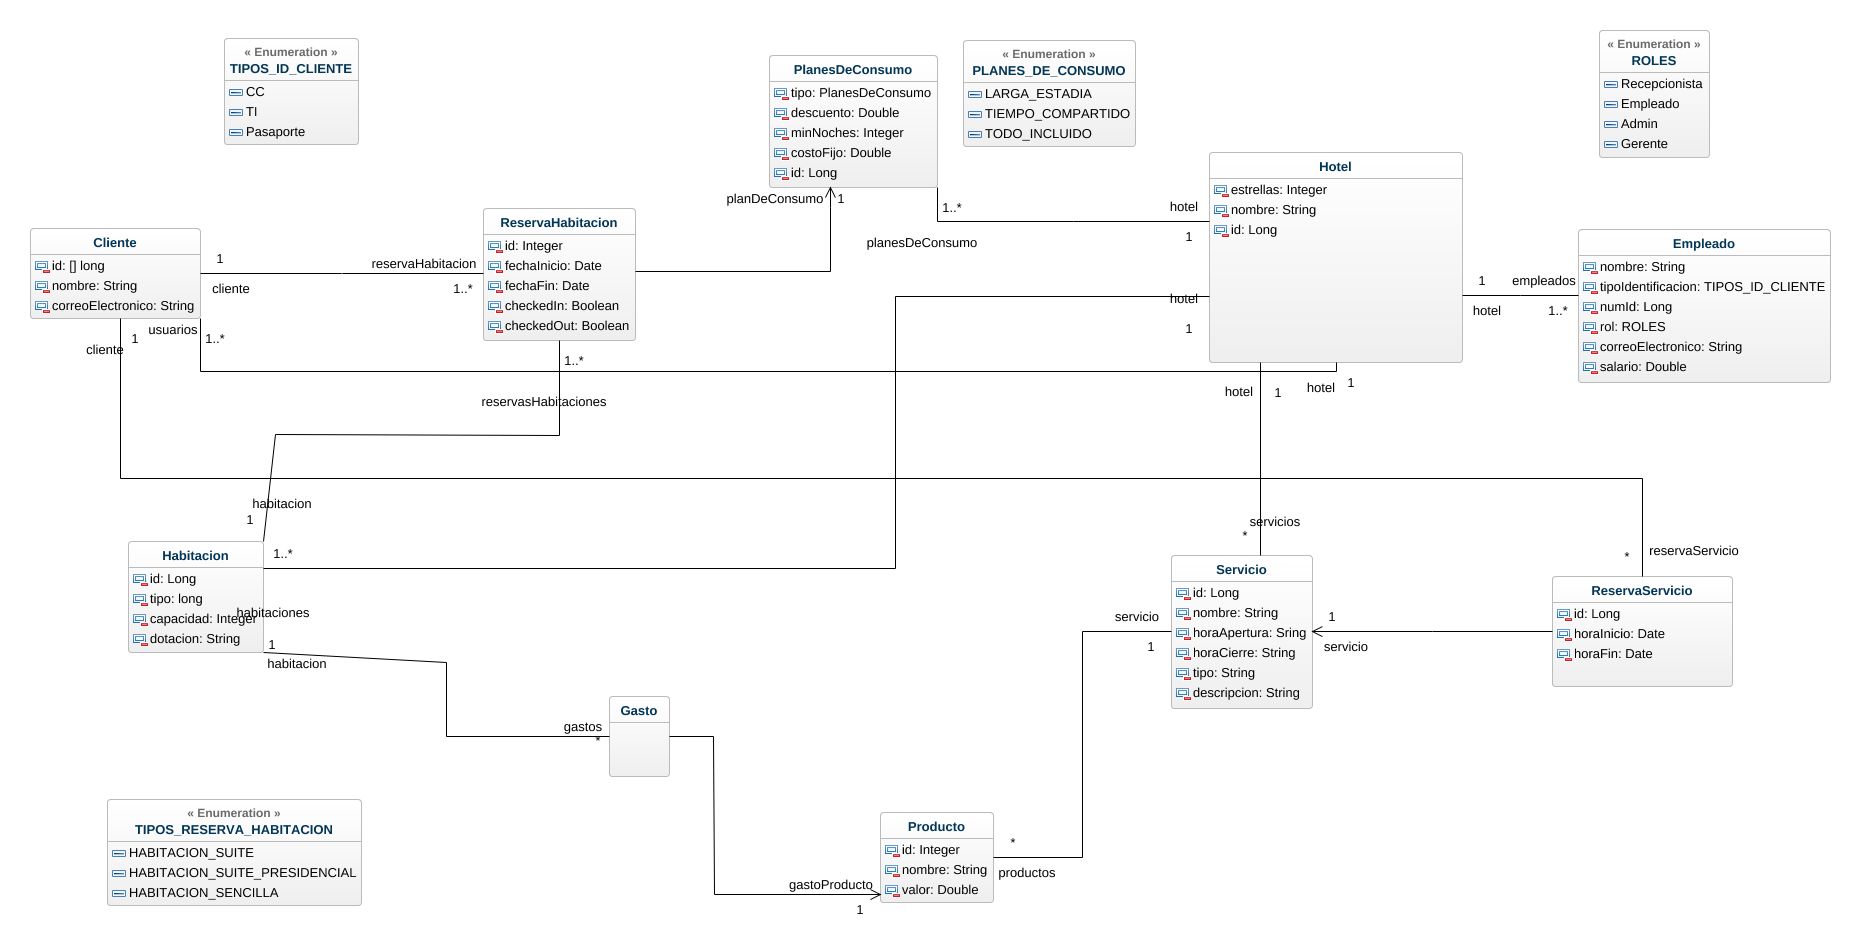 « Enumeration »
TIPOS_ID_CLIENTE
CC
TI
Pasaporte
PlanesDeConsumo
tipo: PlanesDeConsumo
descuento: Double
minNoches: Integer
costoFijo: Double
id: Long
« Enumeration »
PLANES_DE_CONSUMO
LARGA_ESTADIA
TIEMPO_COMPARTIDO
TODO_INCLUIDO
« Enumeration »
ROLES
Recepcionista
Empleado
Admin
Gerente
Hotel
estrellas: Integer
nombre: String
id: Long
planDeConsumo
1
1..*
hotel
1
planesDeConsumo
ReservaHabitacion
id: Integer
fechaInicio: Date
fechaFin: Date
checkedIn: Boolean
checkedOut: Boolean
Cliente
id: [] long
nombre: String
correoElectronico: String
1
cliente
reservaHabitacion
1..*
Empleado
nombre: String
tipoIdentificacion: TIPOS_ID_CLIENTE
numId: Long
rol: ROLES
correoElectronico: String
salario: Double
1
empleados
hotel
1..*
hotel
1
usuarios
1..*
1
cliente
1..*
reservasHabitaciones
hotel
1
hotel
1
habitacion
1
servicios
*
*
reservaServicio
Habitacion
id: Long
tipo: long
capacidad: Integer
dotacion: String
1..*
habitaciones
1
habitacion
Servicio
id: Long
nombre: String
horaApertura: Sring
horaCierre: String
tipo: String
descripcion: String
servicio
1
1
servicio
ReservaServicio
id: Long
horaInicio: Date
horaFin: Date
Gasto
gastos
*
« Enumeration »
TIPOS_RESERVA_HABITACION
HABITACION_SUITE
HABITACION_SUITE_PRESIDENCIAL
HABITACION_SENCILLA
Producto
id: Integer
nombre: String
valor: Double
*
productos
gastoProducto
1